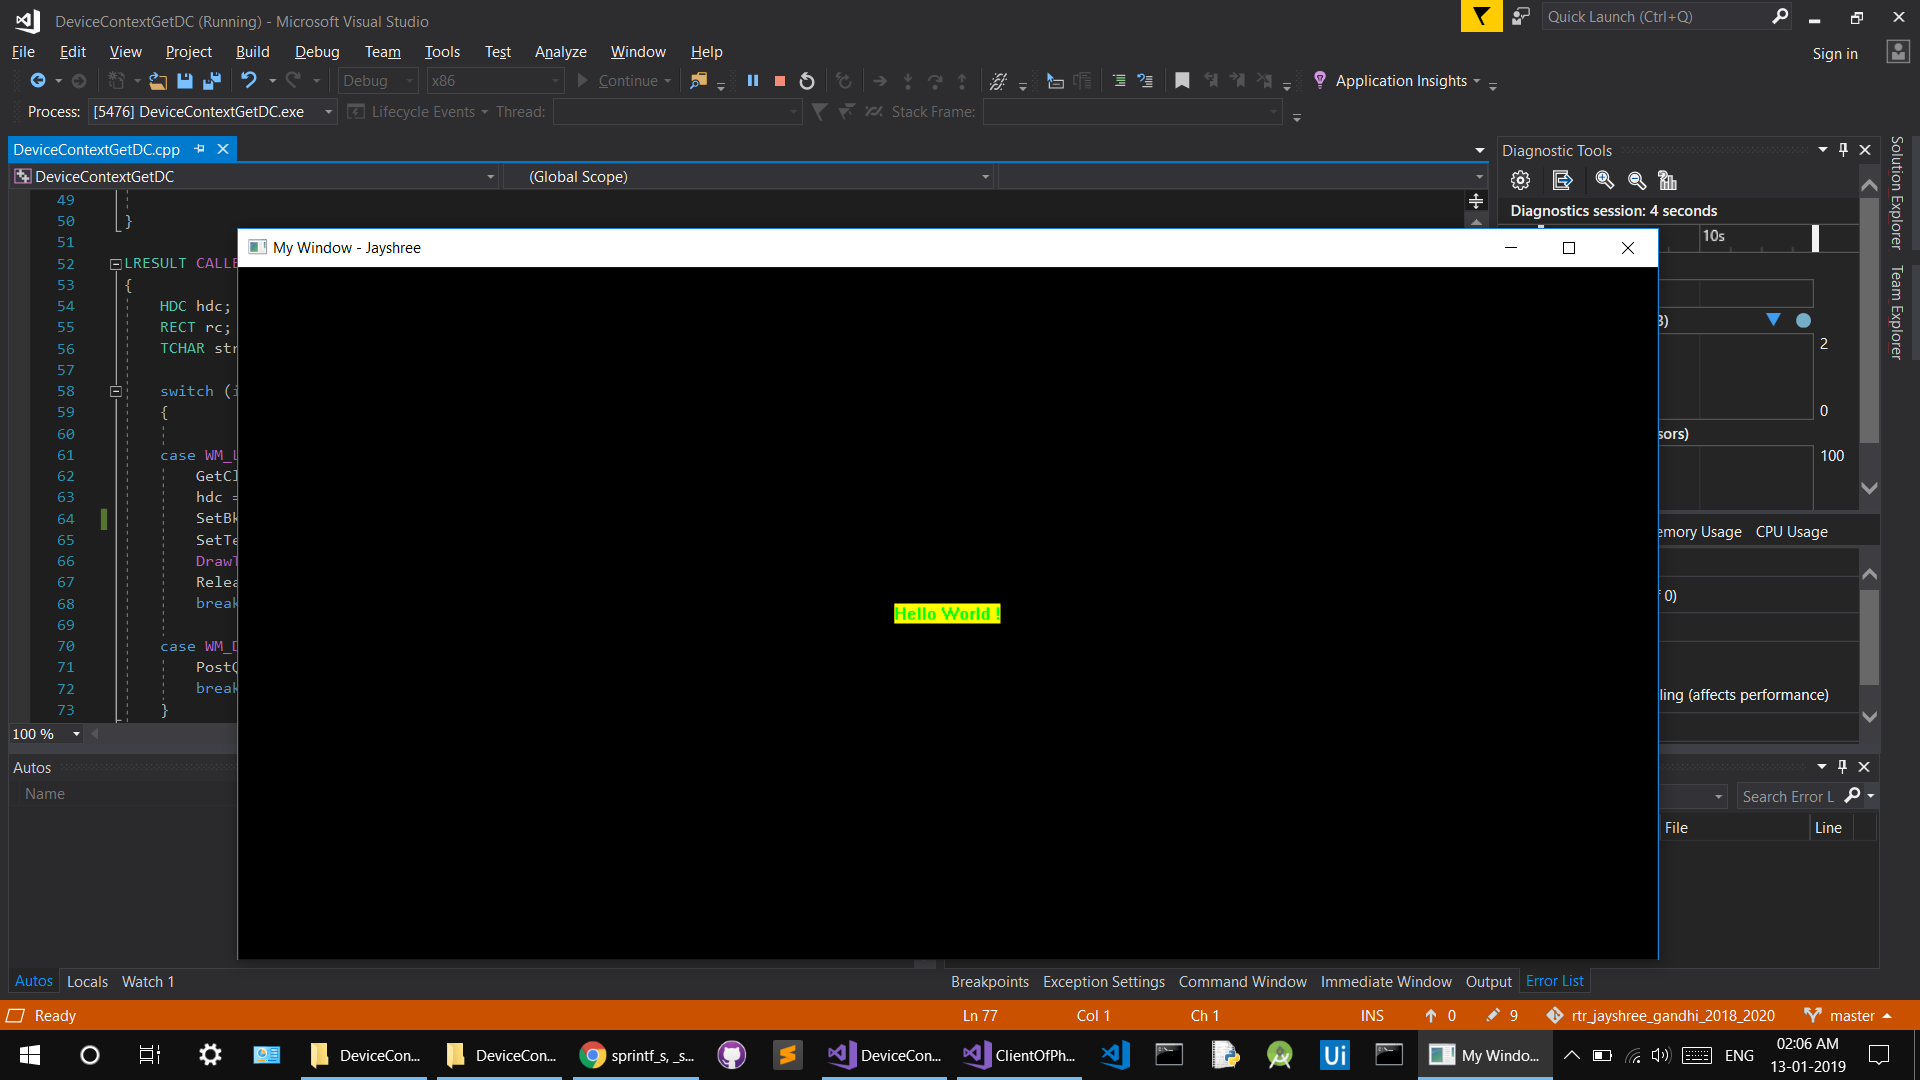 DeviceContextGetDC (Running) - Microsoft Visual Studio
Quick Launch (Ctrl+Q)
File Edit View Project Build Debug Team Tools Test Analyze Window Help
Sign in
Debug x86 Continue Application Insights
Process: [5476] DeviceContextGetDC.exe Lifecycle Events Thread: Stack Frame:
DeviceContextGetDC.cpp
DeviceContextGetDC (Global Scope)
Diagnostic Tools
Solution Explorer
Team Explorer
Diagnostics session: 4 seconds
10s
49
50 }
51
My Window - Jayshree
52 LRESULT CALLB
53 {
54 HDC hdc;
55 RECT rc;
56 TCHAR str
57
58 switch (i
59 {
60
61 case WM_L
62 GetCl
63 hdc =
64 SetBk
65 SetTe
66 DrawT
67 Relea
68 break
69
70 case WM_D
71 PostQ
72 break
73 }
Hello World !
2
0
sors)
100
emory Usage CPU Usage
f 0)
ling (affects performance)
100 %
Autos
Name
Search Error L
File Line
Autos Locals Watch 1
Breakpoints Exception Settings Command Window Immediate Window Output Error List
Ready Ln 77 Col 1 Ch 1 INS 0 9 rtr_jayshree_gandhi_2018_2020 master
DeviceCon... DeviceCon... sprintf_s, _s... DeviceCon... ClientOfPh... Ui My Windo... ENG
02:06 AM
13-01-2019